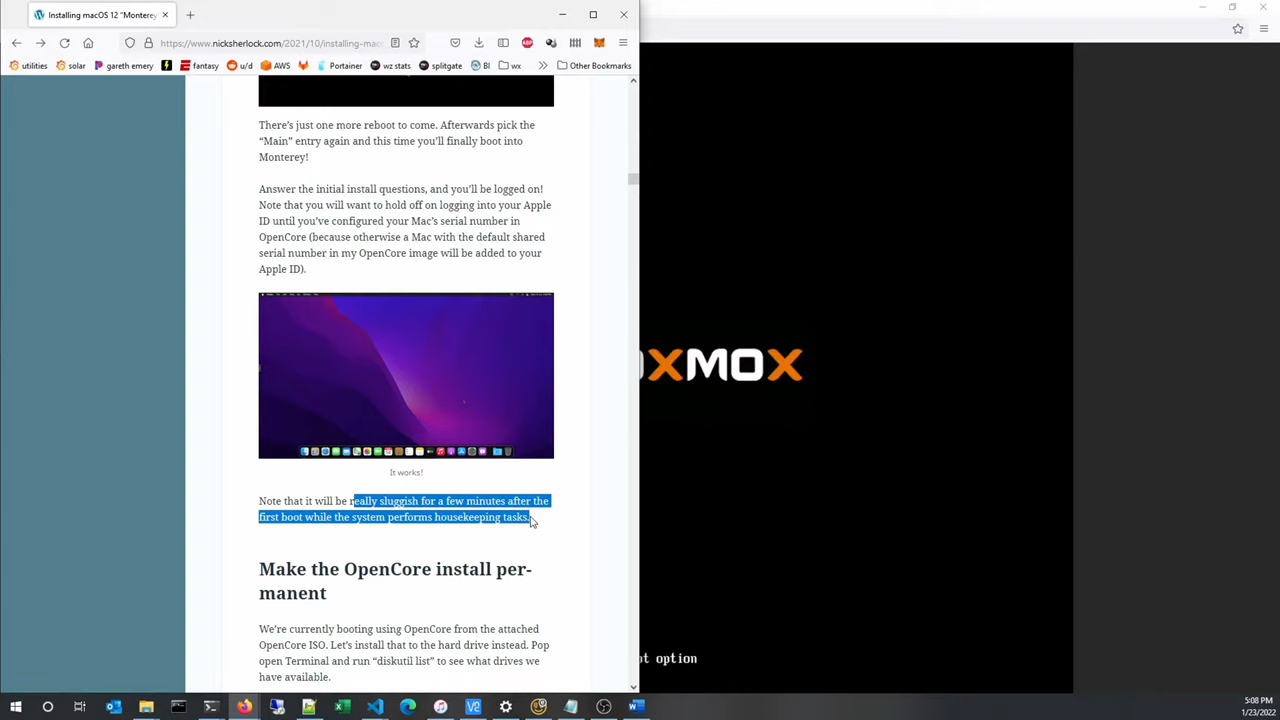 Installing macOS 12 "Monterey
https://www.nicksherlock.com/2021/10/installing-mac
utilities
solar
gareth emery
fantasy
u/d
AWS
Portainer
wz stats
splitgate
BI
wx
Other Bookmarks
There's just one more reboot to come. Afterwards pick the
"Main" entry again and this time you'll finally boot into
Monterey!
Answer the initial install questions, and you'll be logged on!
Note that you will want to hold off on logging into your Apple
ID until you've configured your Mac's serial number in
OpenCore (because otherwise a Mac with the default shared
serial number in my OpenCore image will be added to your
Apple ID).
It works!
Note that it will be really sluggish for a few minutes after the
first boot while the system performs housekeeping tasks.
Make the OpenCore install per-
manent
We're currently booting using OpenCore from the attached
OpenCore ISO. Let's install that to the hard drive instead. Pop
open Terminal and run "diskutil list" to see what drives we
have available.
XMOX
ot option
5:08 PM
1/23/2022